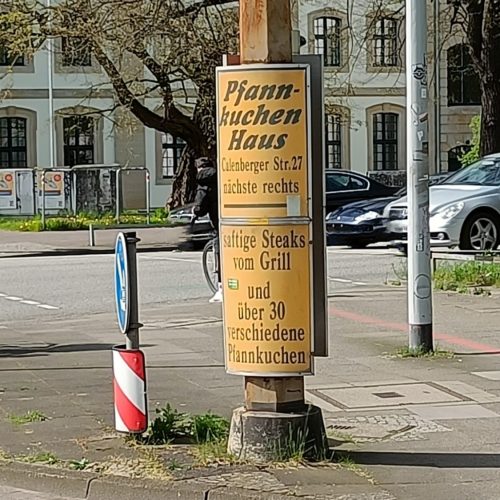 Pfann-
kuchen
Haus
Calenberger Str.27
nächste rechts
saftige Steaks
vom Grill
und
über 30
verschiedene
Pfannkuchen